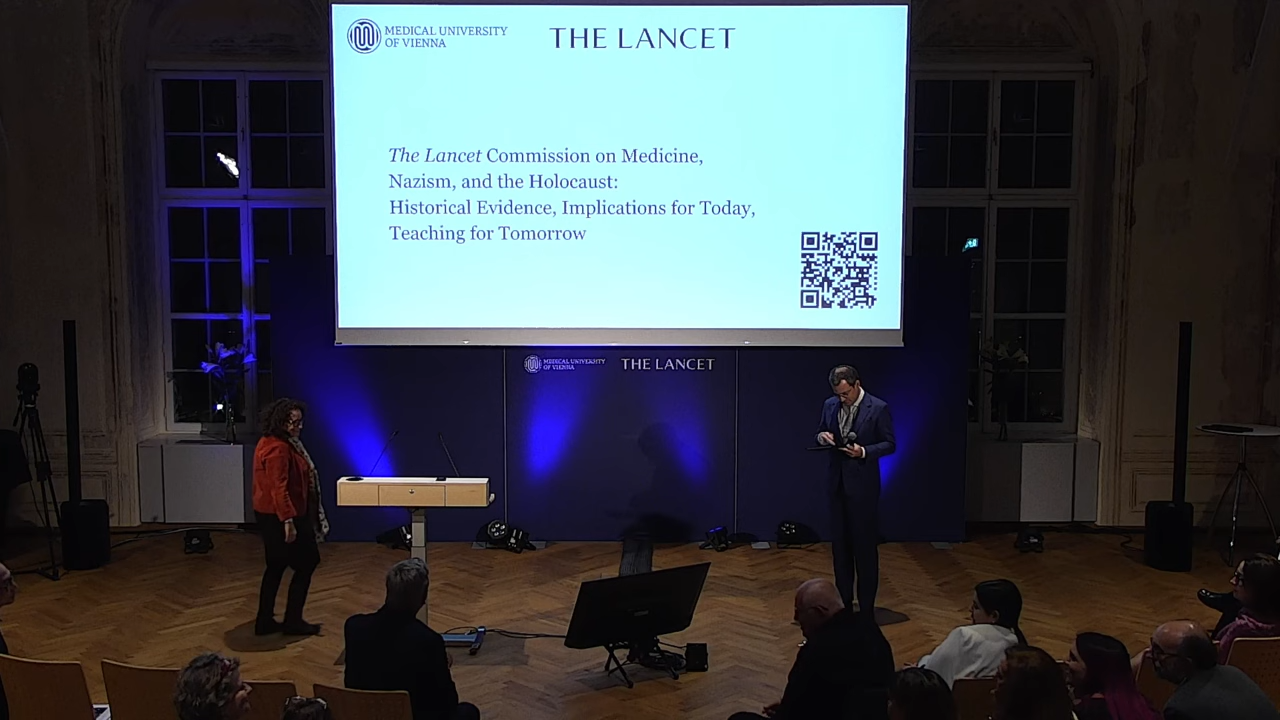 MEDICAL UNIVERSITY
OF VIENNA
THE LANCET
The Lancet Commission on Medicine,
Nazism, and the Holocaust:
Historical Evidence, Implications for Today,
Teaching for Tomorrow
MEDICAL UNIVERSITY
OF VIENNA
THE LANCET